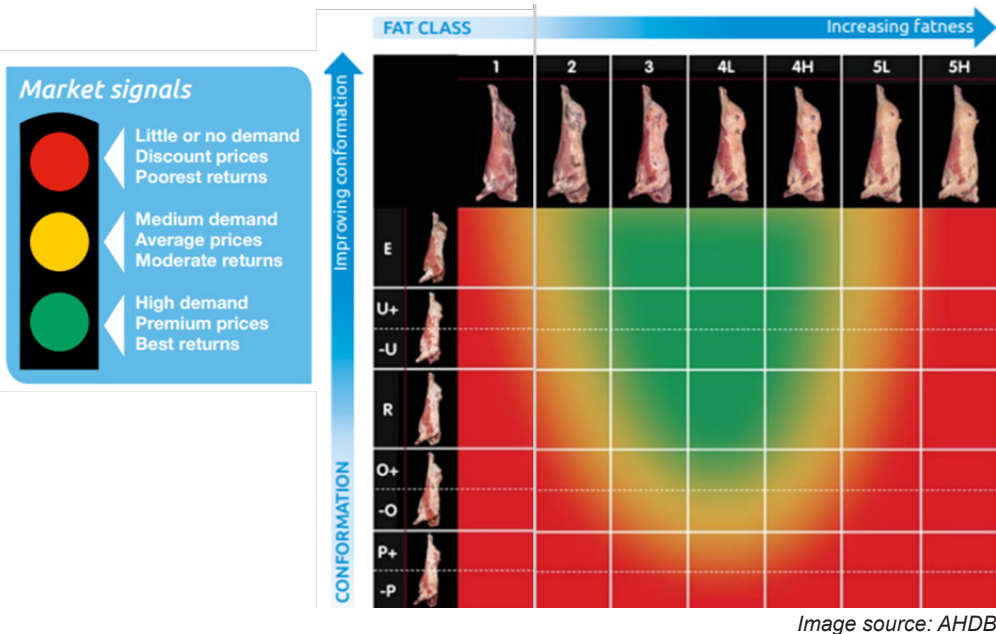 FAT CLASS
Increasing fatness
Market signals
Little or no demand
Discount prices
Poorest returns
Medium demand
Average prices
Moderate returns
High demand
Premium prices
Best returns
Improving conformation
CONFORMATION
1 2 3 4L 4H 5L 5H
E
U+
-U
R
O+
-O
P+
-P
Image source: AHDB